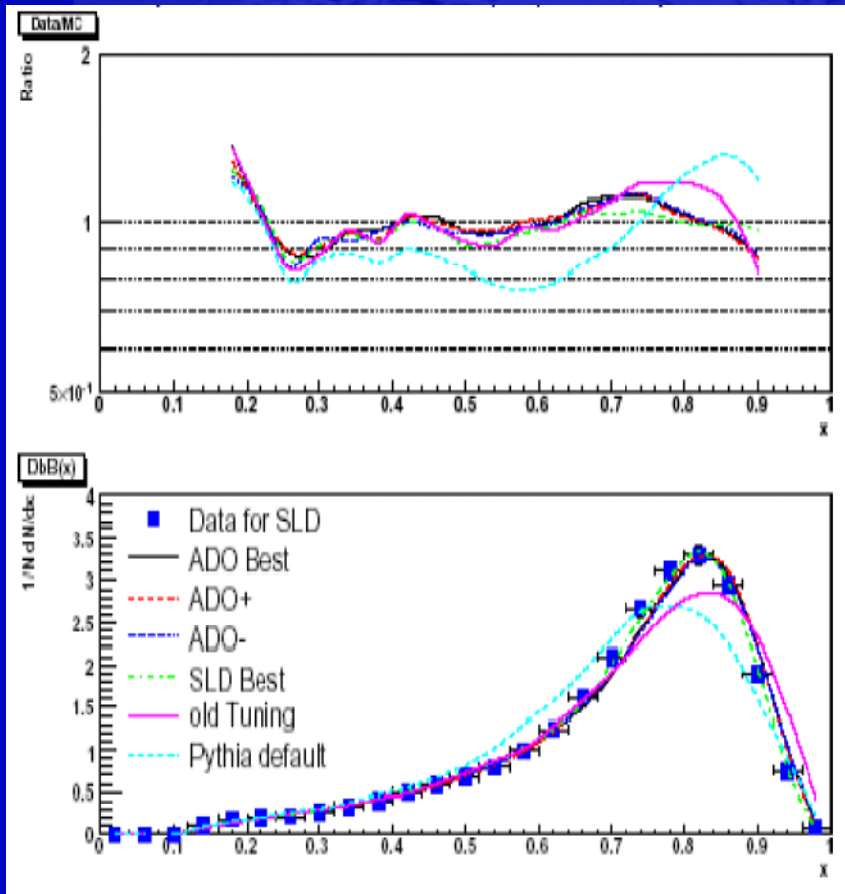 Data/MC
Ratio
2
1
5×10⁻¹
0 0.1 0.2 0.3 0.4 0.5 0.6 0.7 0.8 0.9 1
x
DbB(x)
1/N dN/dx
4
3.5
3
2.5
2
1.5
1
0.5
0
Data for SLD
ADO Best
ADO+
ADO-
SLD Best
old Tuning
Pythia default
0 0.1 0.2 0.3 0.4 0.5 0.6 0.7 0.8 0.9 1
x